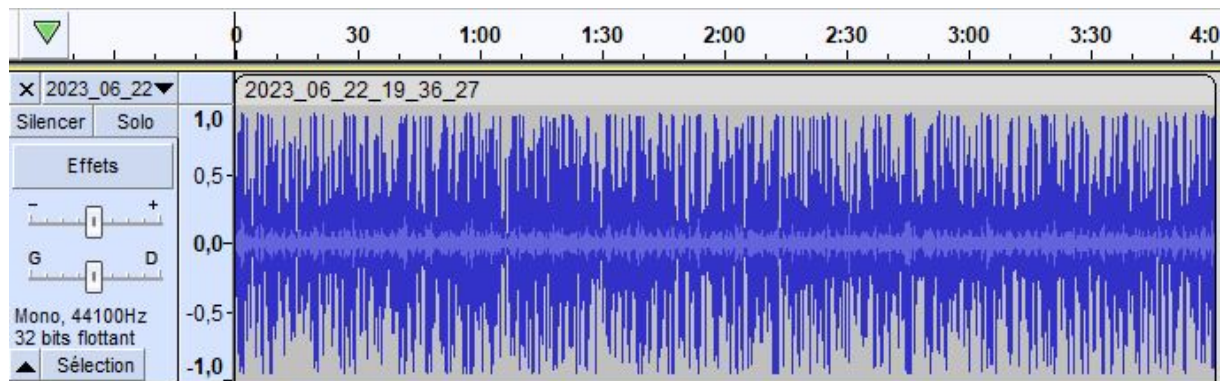 0 30 1:00 1:30 2:00 2:30 3:00 3:30 4:0
2023_06_22
2023_06_22_19_36_27
Silencer Solo
Effets
- +
G D
Mono, 44100Hz
32 bits flottant
Sélection
1,0
0,5-
0,0-
-0,5-
-1,0